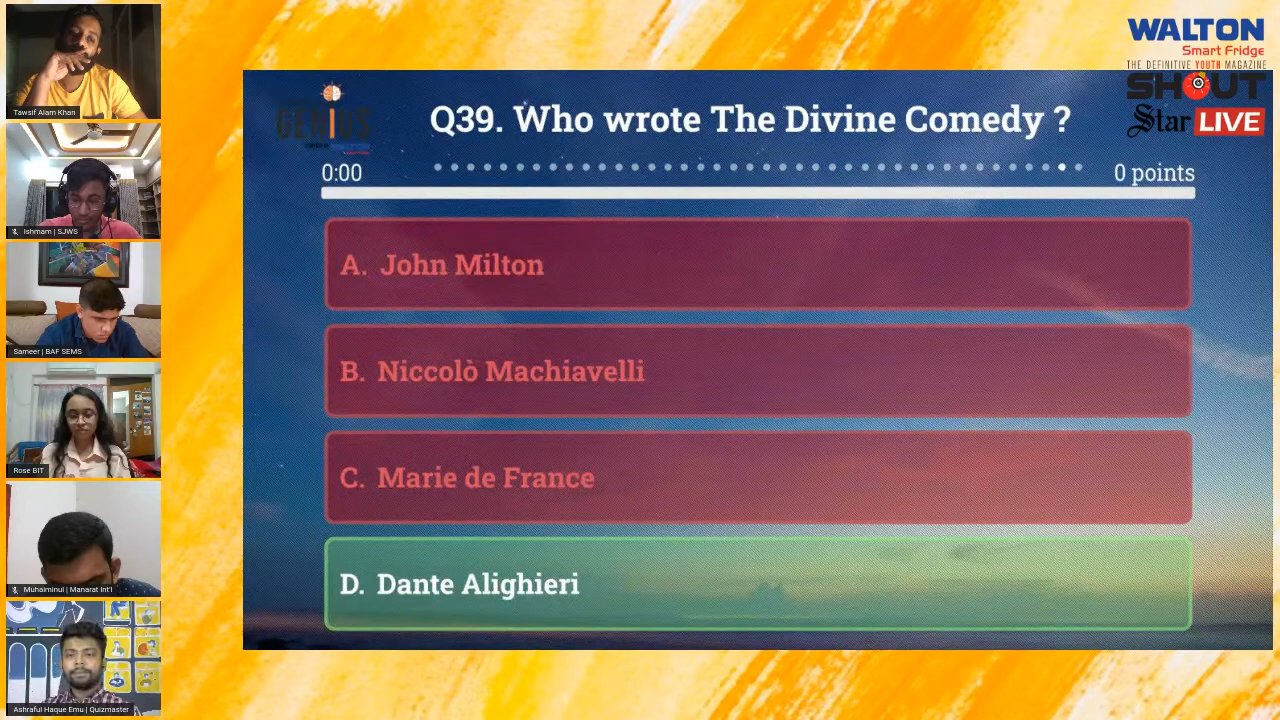 Tawsif Alam Khan
Ishmam | SJWS
Sameer | BAF SEMS
Rose BIT
Muhaiminul | Manarat Int'l
Ashraful Haque Emu | Quizmaster
WALTON
Smart Fridge
THE DEFINITIVE YOUTH MAGAZINE
SHOUT
Star LIVE
GENIUS
Q39. Who wrote The Divine Comedy ?
0:00
0 points
A. John Milton
B. Niccolò Machiavelli
C. Marie de France
D. Dante Alighieri